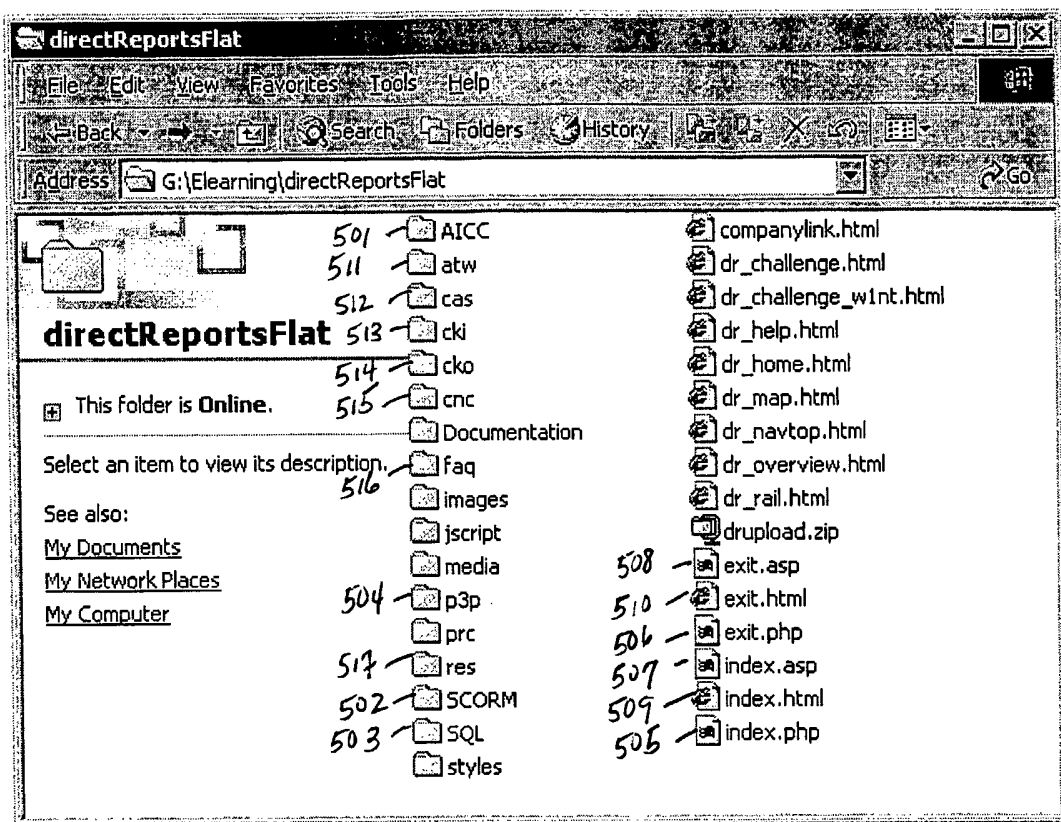 directReportsFlat
File Edit View Favorites Tools Help
Back Search Folders History
Address G:\Elearning\directReportsFlat Go
directReportsFlat
This folder is Online.
Select an item to view its description.
See also:
My Documents
My Network Places
My Computer
501 AICC
511 atw
512 cas
513 cki
514 cko
515 cnc
Documentation
516 faq
images
jscript
media
504 p3p
prc
517 res
502 SCORM
503 SQL
styles
companylink.html
dr_challenge.html
dr_challenge_w1nt.html
dr_help.html
dr_home.html
dr_map.html
dr_navtop.html
dr_overview.html
dr_rail.html
drupload.zip
508 exit.asp
510 exit.html
506 exit.php
507 index.asp
509 index.html
505 index.php